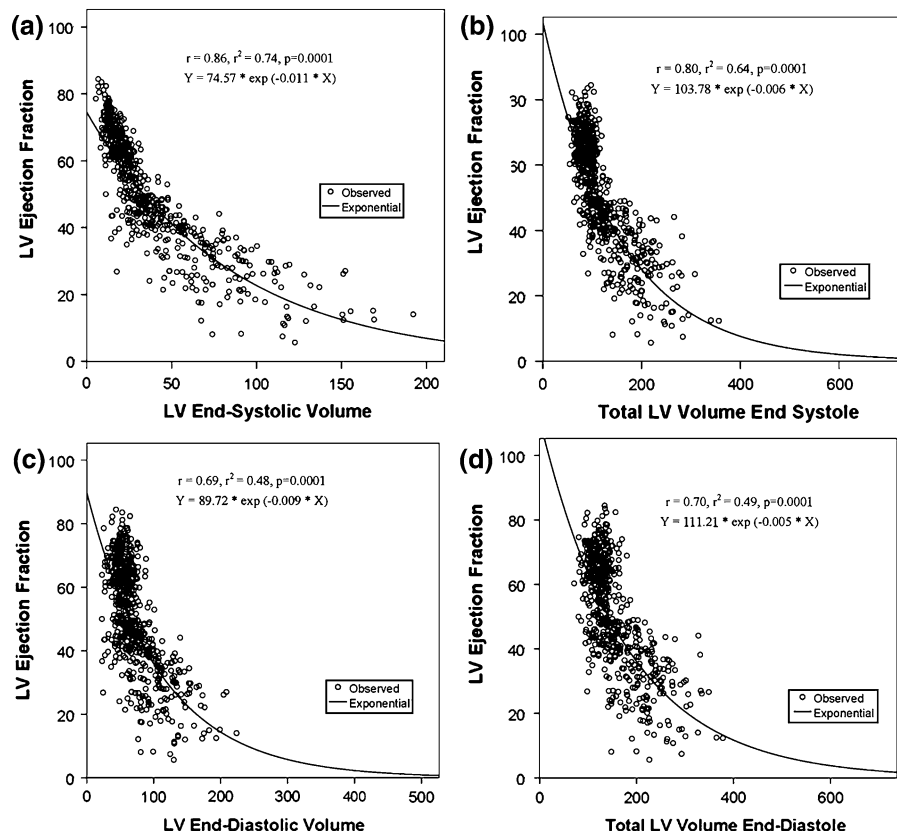 (a)
100
80
60
40
20
0
LV Ejection Fraction
r = 0.86, r² = 0.74, p=0.0001
Y = 74.57 * exp (-0.011 * X)
Observed
Exponential
0 50 100 150 200
LV End-Systolic Volume
(b)
100
30
30
40
20
0
LV Ejection Fraction
r = 0.80, r² = 0.64, p=0.0001
Y = 103.78 * exp (-0.006 * X)
Observed
Exponential
0 200 400 600
Total LV Volume End Systole
(c)
100
80
60
40
20
0
LV Ejection Fraction
r = 0.69, r² = 0.48, p=0.0001
Y = 89.72 * exp (-0.009 * X)
Observed
Exponential
0 100 200 300 400 500
LV End-Diastolic Volume
(d)
100
80
60
40
20
0
LV Ejection Fraction
r = 0.70, r² = 0.49, p=0.0001
Y = 111.21 * exp (-0.005 * X)
Observed
Exponential
0 200 400 600
Total LV Volume End-Diastole